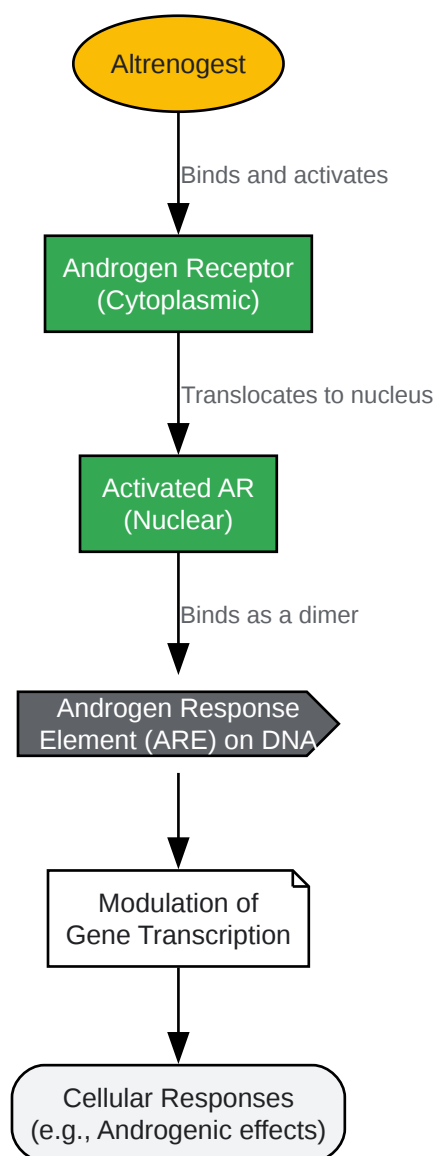 Altrenogest
Binds and activates
Androgen Receptor
(Cytoplasmic)
Translocates to nucleus
Activated AR
(Nuclear)
Binds as a dimer
Androgen Response
Element (ARE) on DNA
Modulation of
Gene Transcription
Cellular Responses
(e.g., Androgenic effects)